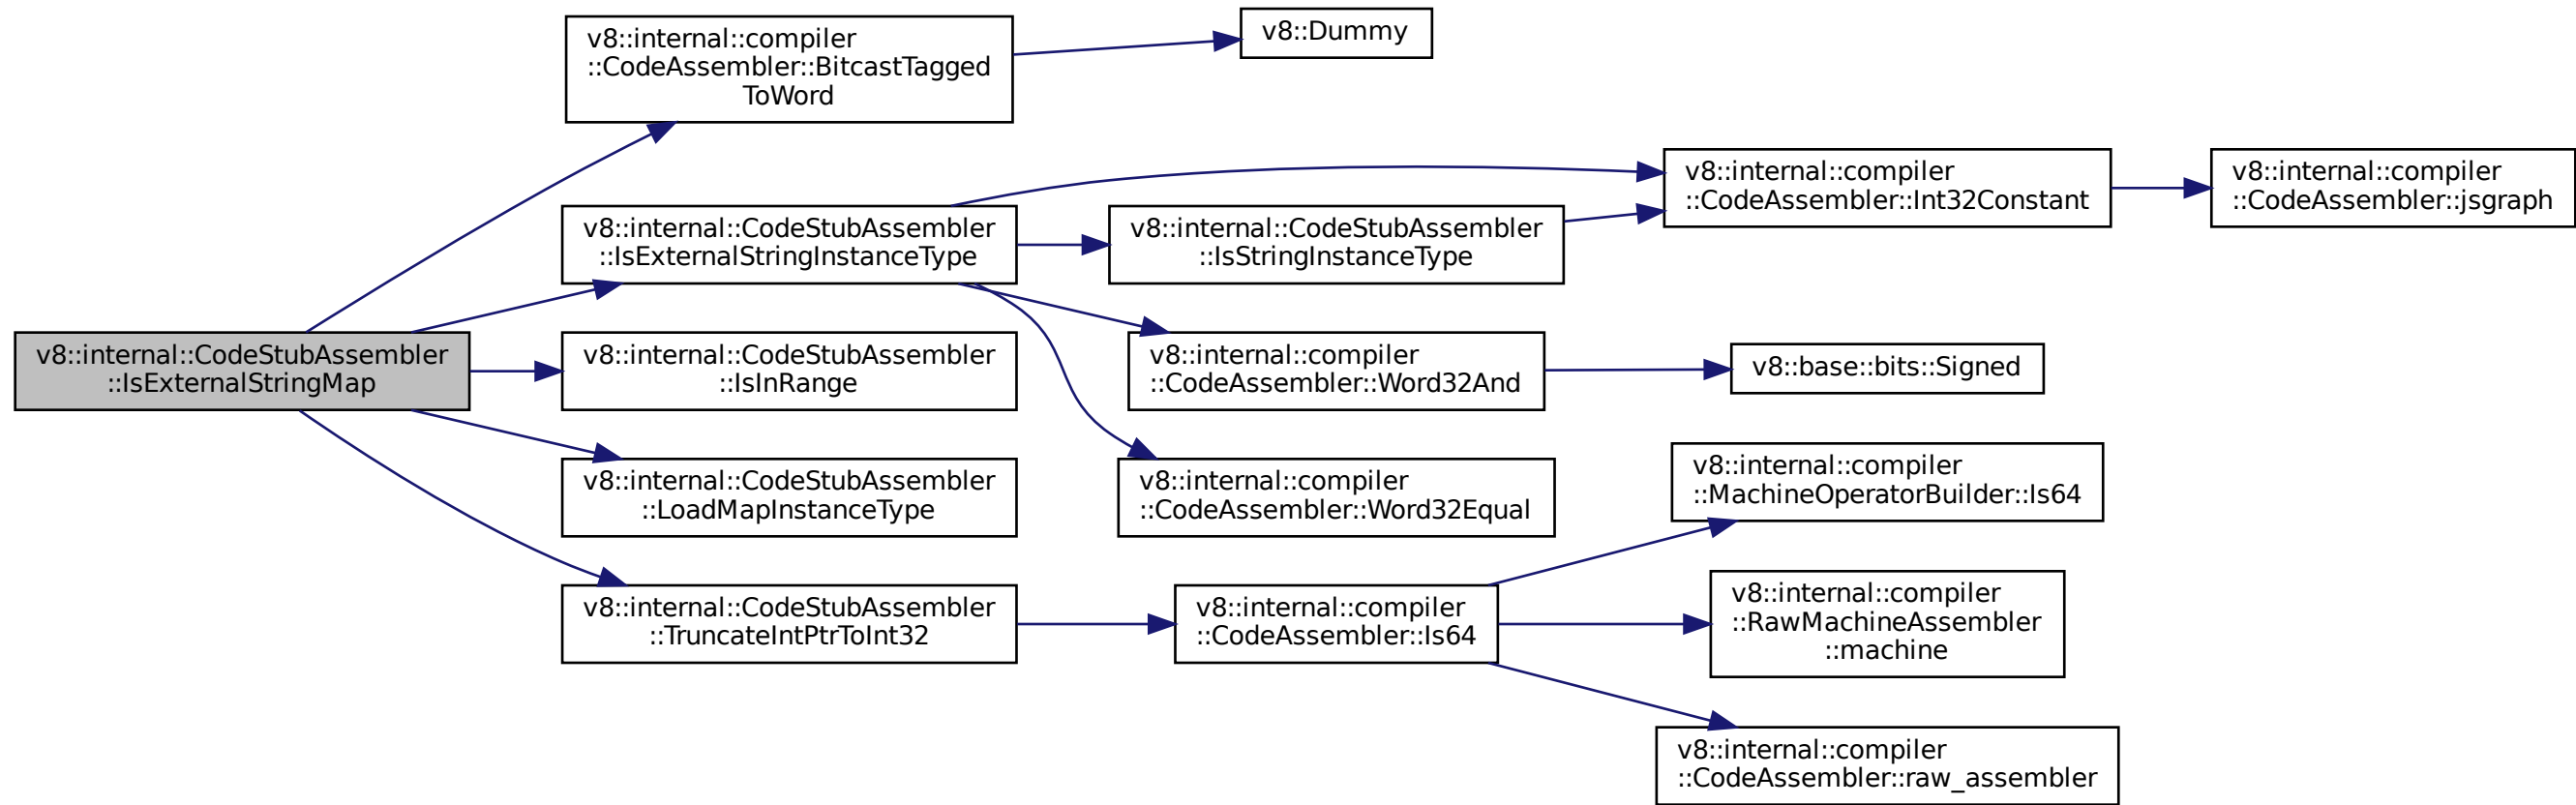 v8::internal::compiler
::CodeAssembler::BitcastTagged
ToWord
v8::Dummy
v8::internal::compiler
::CodeAssembler::Int32Constant
v8::internal::compiler
::CodeAssembler::jsgraph
v8::internal::CodeStubAssembler
::IsExternalStringInstanceType
v8::internal::CodeStubAssembler
::IsStringInstanceType
v8::internal::CodeStubAssembler
::IsExternalStringMap
v8::internal::CodeStubAssembler
::IsInRange
v8::internal::compiler
::CodeAssembler::Word32And
v8::base::bits::Signed
v8::internal::CodeStubAssembler
::LoadMapInstanceType
v8::internal::compiler
::CodeAssembler::Word32Equal
v8::internal::compiler
::MachineOperatorBuilder::Is64
v8::internal::CodeStubAssembler
::TruncateIntPtrToInt32
v8::internal::compiler
::CodeAssembler::Is64
v8::internal::compiler
::RawMachineAssembler
::machine
v8::internal::compiler
::CodeAssembler::raw_assembler